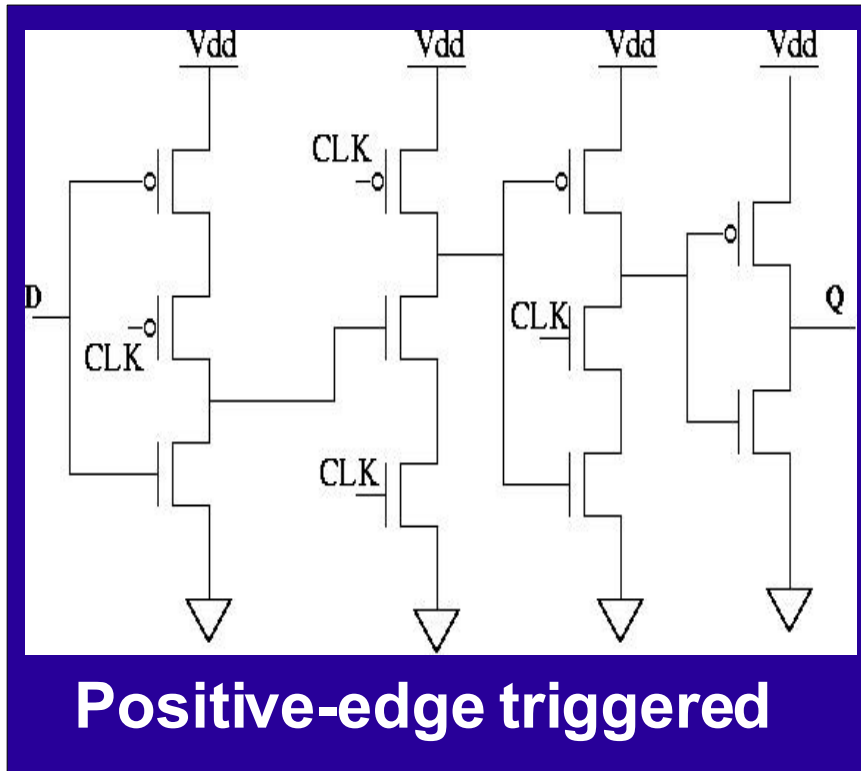 Vdd Vdd Vdd Vdd
CLK
D
CLK
CLK
Q
CLK
Positive-edge triggered